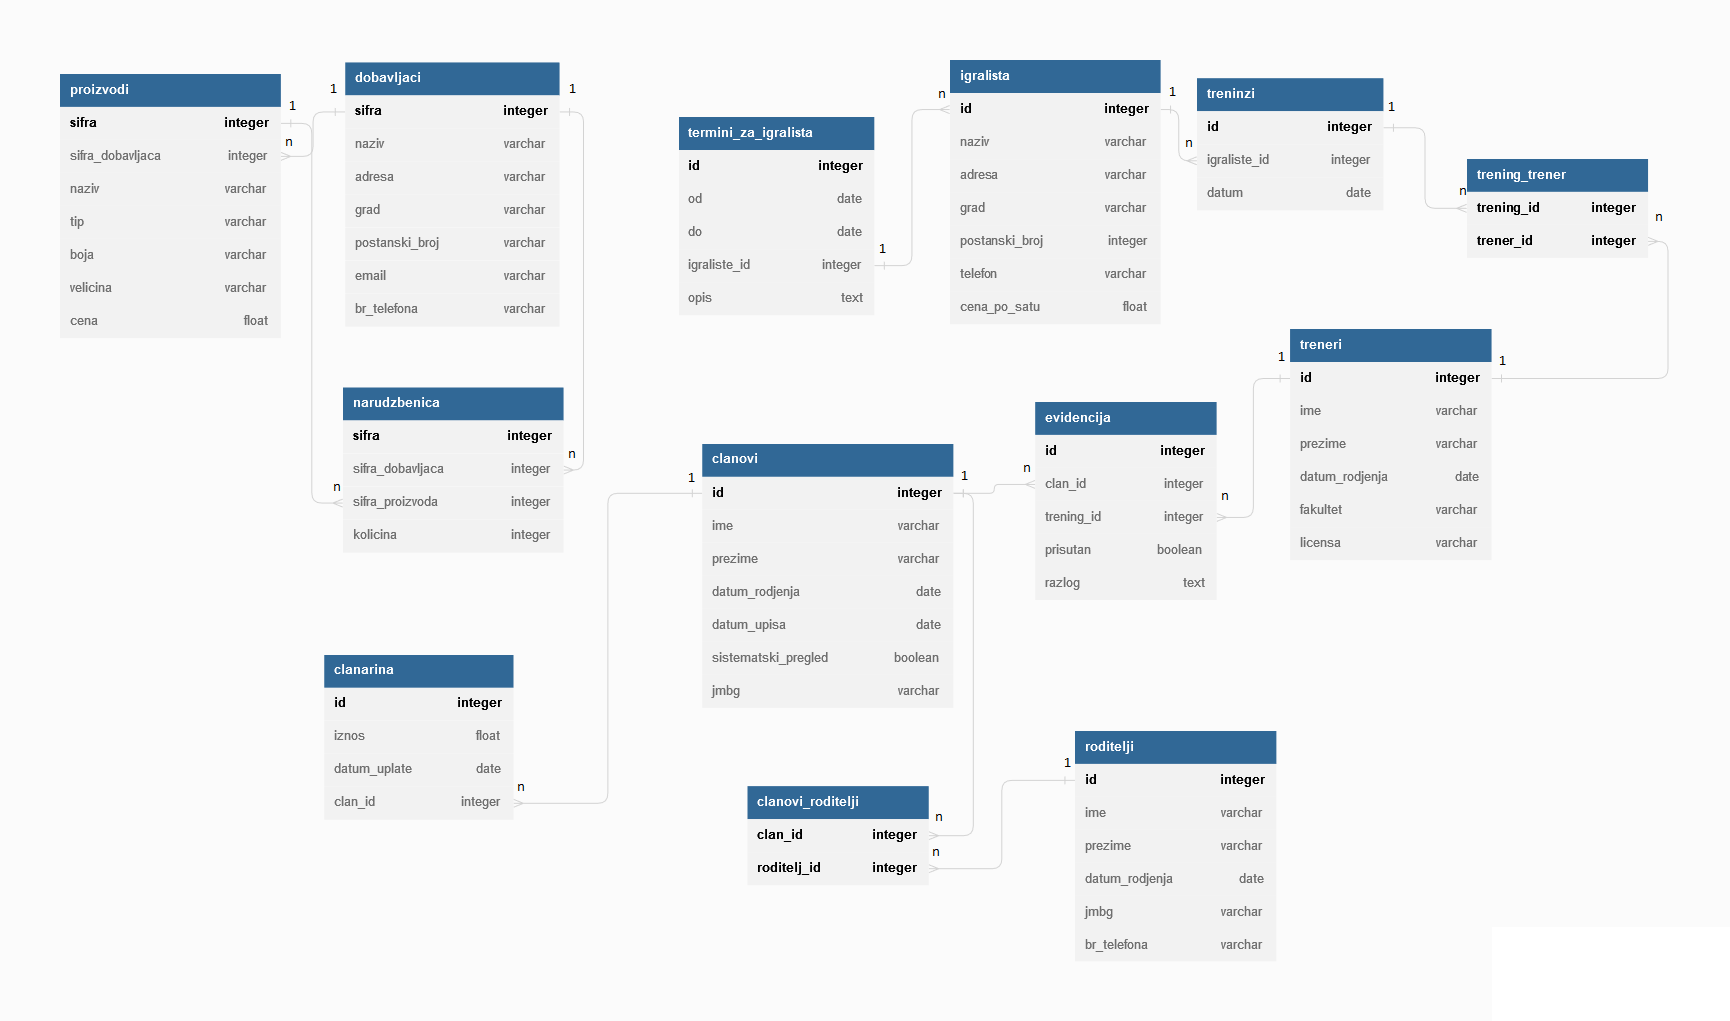 proizvodi
sifra integer
sifra_dobavljaca integer
naziv varchar
tip varchar
boja varchar
velicina varchar
cena float
1
n
1
dobavljaci
sifra integer
naziv varchar
adresa varchar
grad varchar
postanski_broj varchar
email varchar
br_telefona varchar
1
narudzbenica
sifra integer
sifra_dobavljaca integer
sifra_proizvoda integer
kolicina integer
n
n
termini_za_igralista
id integer
od date
do date
igraliste_id integer
opis text
1
n
igralista
id integer
naziv varchar
adresa varchar
grad varchar
postanski_broj integer
telefon varchar
cena_po_satu float
1
n
treninzi
id integer
igraliste_id integer
datum date
1
n
trening_trener
trening_id integer
trener_id integer
n
treneri
id integer
ime varchar
prezime varchar
datum_rodjenja date
fakultet varchar
licensa varchar
1
1
evidencija
id integer
clan_id integer
trening_id integer
prisutan boolean
razlog text
n
n
clanovi
id integer
ime varchar
prezime varchar
datum_rodjenja date
datum_upisa date
sistematski_pregled boolean
jmbg varchar
1
1
clanarina
id integer
iznos float
datum_uplate date
clan_id integer
n
clanovi_roditelji
clan_id integer
roditelj_id integer
n
n
1
roditelji
id integer
ime varchar
prezime varchar
datum_rodjenja date
jmbg varchar
br_telefona varchar